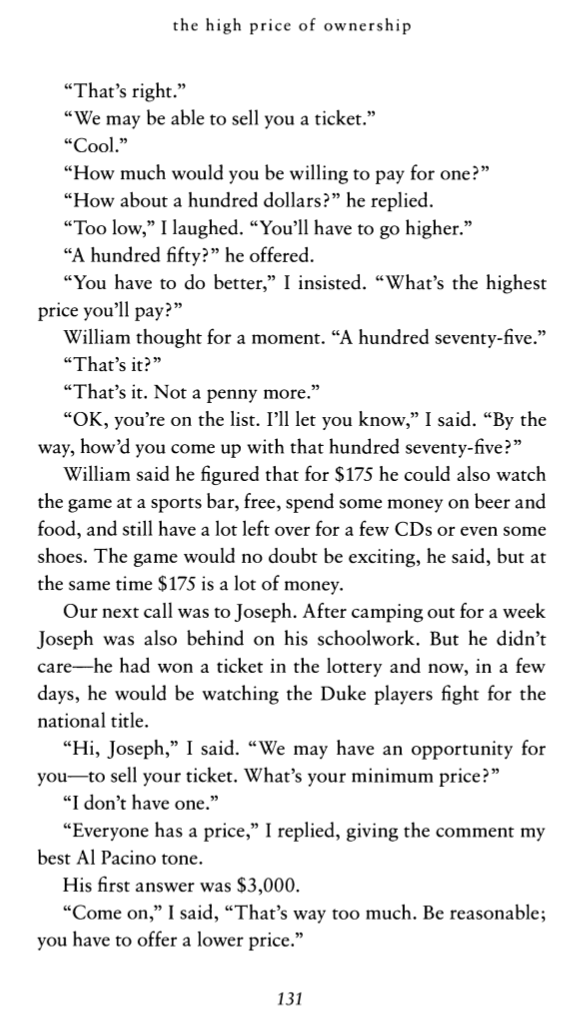 the high price of ownership
“That’s right.”
“We may be able to sell you a ticket.”
“Cool.”
“How much would you be willing to pay for one?”
“How about a hundred dollars?” he replied.
“Too low,” I laughed. “You’ll have to go higher.”
“A hundred fifty?” he offered.
“You have to do better,” I insisted. “What’s the highest
price you’ll pay?”
William thought for a moment. “A hundred seventy-five.”
“That’s it?”
“That’s it. Not a penny more.”
“OK, you’re on the list. I’ll let you know,” I said. “By the
way, how’d you come up with that hundred seventy-five?”
William said he figured that for $175 he could also watch
the game at a sports bar, free, spend some money on beer and
food, and still have a lot left over for a few CDs or even some
shoes. The game would no doubt be exciting, he said, but at
the same time $175 is a lot of money.
Our next call was to Joseph. After camping out for a week
Joseph was also behind on his schoolwork. But he didn’t
care—he had won a ticket in the lottery and now, in a few
days, he would be watching the Duke players fight for the
national title.
“Hi, Joseph,” I said. “We may have an opportunity for
you—to sell your ticket. What’s your minimum price?”
“I don’t have one.”
“Everyone has a price,” I replied, giving the comment my
best Al Pacino tone.
His first answer was $3,000.
“Come on,” I said, “That’s way too much. Be reasonable;
you have to offer a lower price.”
131